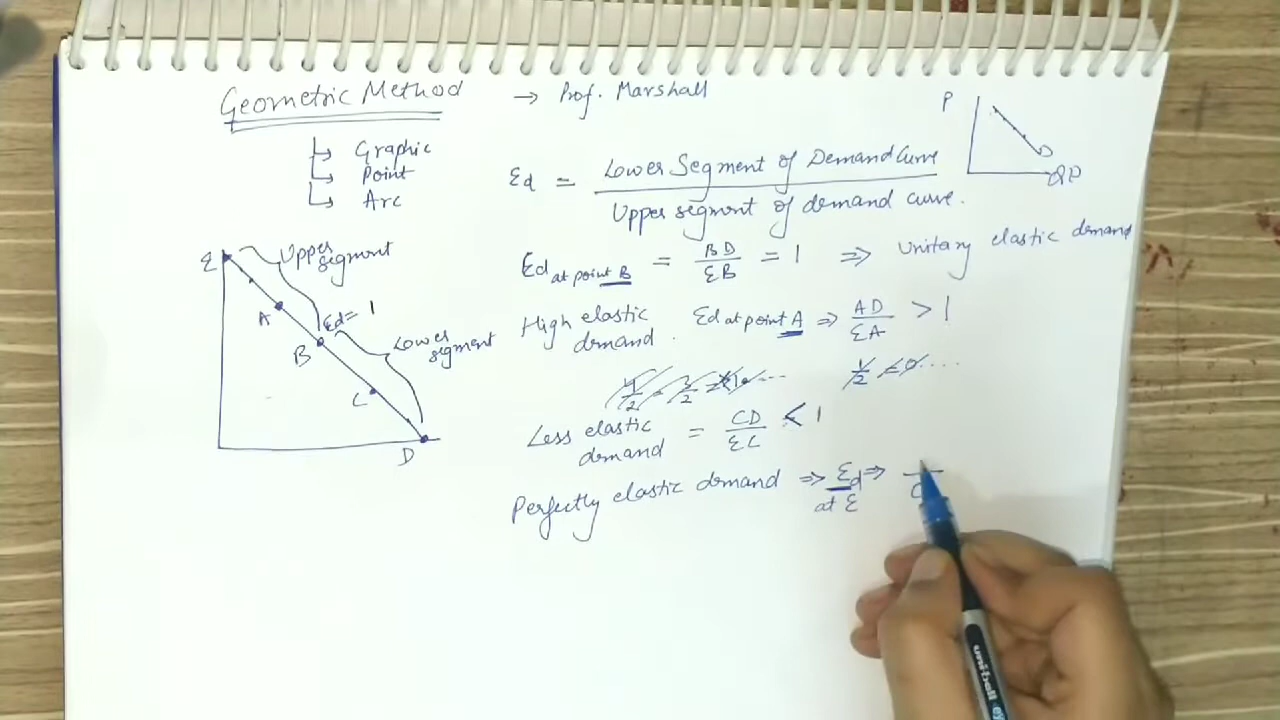 Geometric Method → Prof. Marshall
↳ Graphic
↳ Point
↳ Arc
P
D
QD
Ed = Lower Segment of Demand Curve
Upper segment of demand curve.
E
Upper segment
A
Ed = 1
B
Lower segment
C
D
Ed at point B = BD / EB = 1 ⇒ Unitary elastic demand
High elastic demand. Ed at point A ⇒ AD / EA > 1
Less elastic demand = CD / EC < 1
Perfectly elastic demand ⇒ Ed ⇒
at E
uni-ball